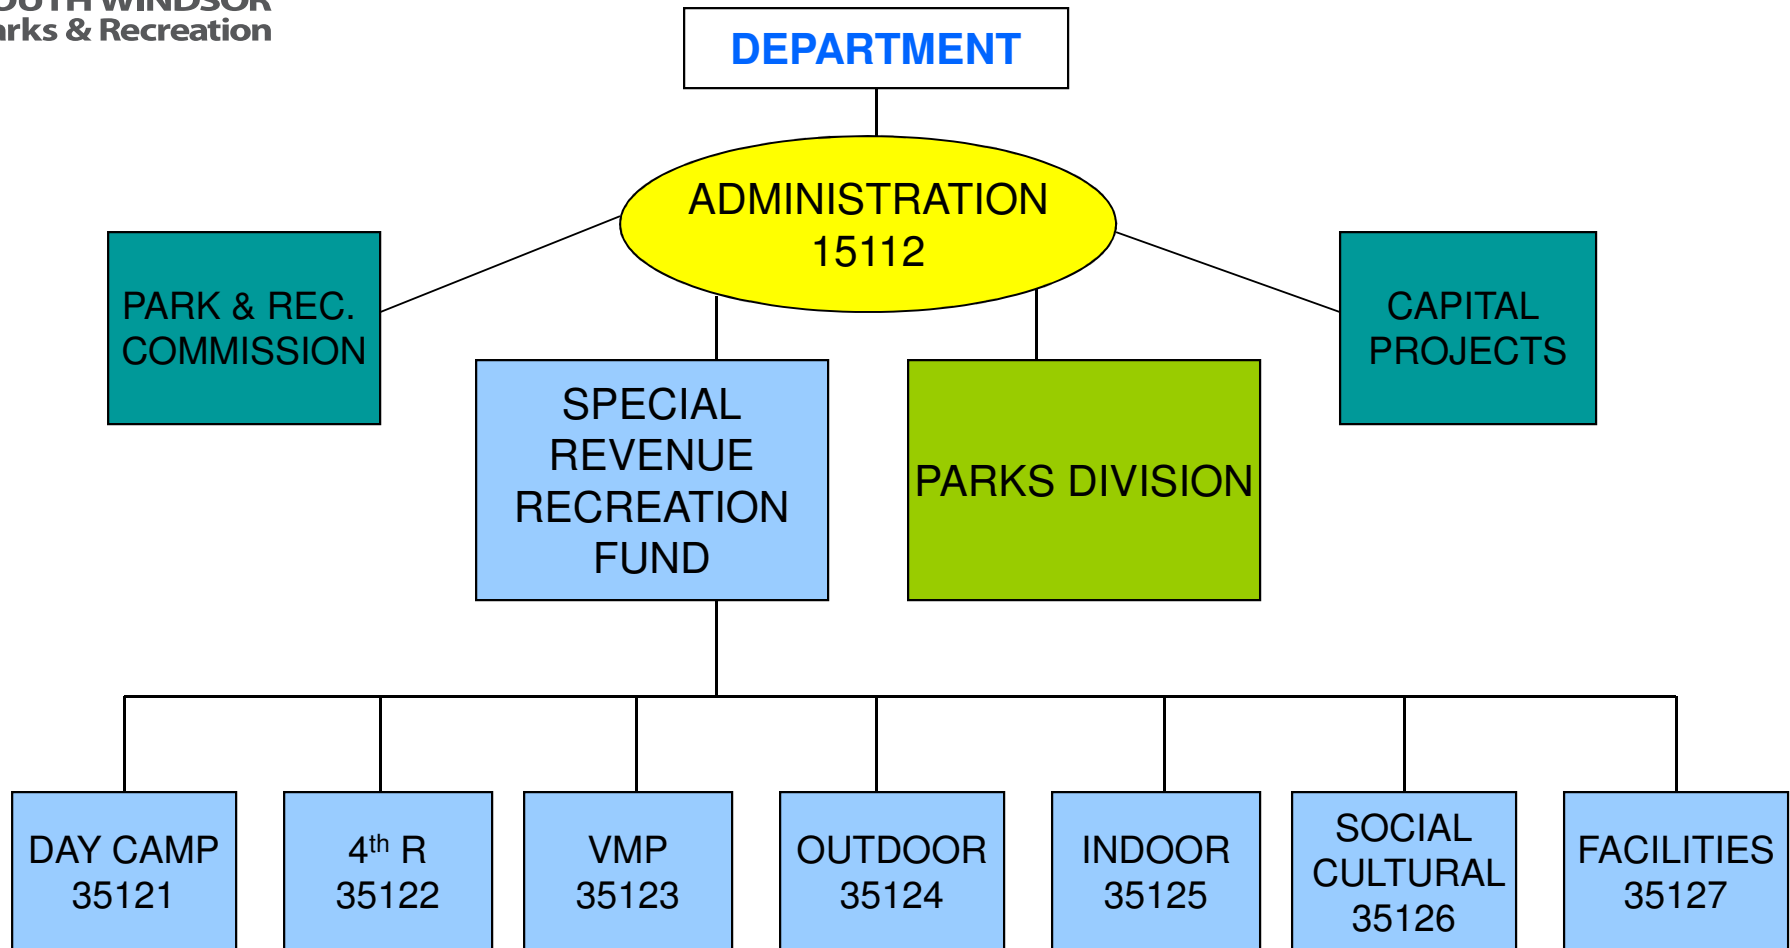 WINDSOR
& Recreation
DEPARTMENT
ADMINISTRATION
15112
PARK & REC.
COMMISSION
CAPITAL
PROJECTS
SPECIAL
REVENUE
RECREATION
FUND
PARKS DIVISION
DAY CAMP
35121
4th R
35122
VMP
35123
OUTDOOR
35124
INDOOR
35125
SOCIAL
CULTURAL
35126
FACILITIES
35127